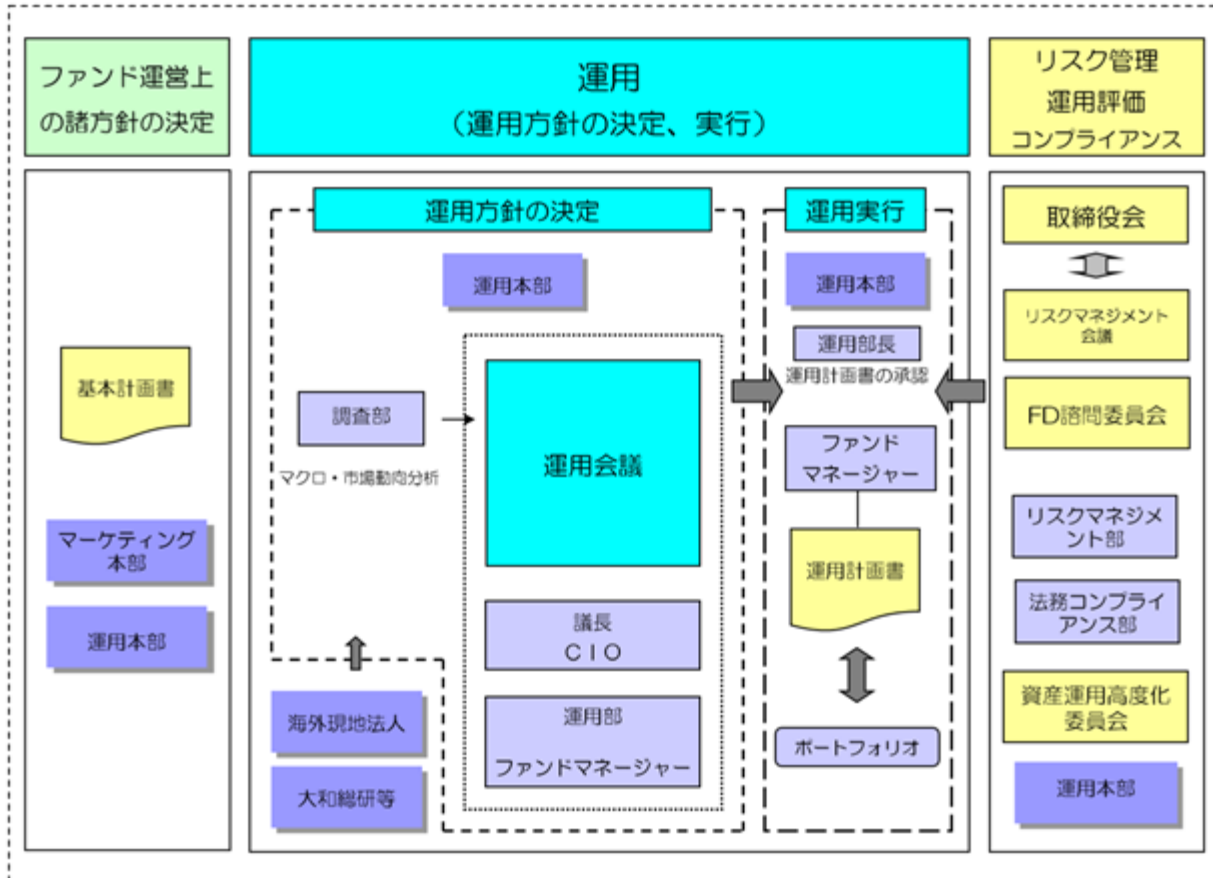 ファンド運営上
の諸方針の決定
運用
（運用方針の決定、実行）
リスク管理
運用評価
コンプライアンス
基本計画書
マーケティング
本部
運用本部
運用方針の決定
運用本部
調査部
マクロ・市場動向分析
運用会議
議長
ＣＩＯ
運用部
ファンドマネージャー
海外現地法人
大和総研等
運用実行
運用本部
運用部長
運用計画書の承認
ファンド
マネージャー
運用計画書
ポートフォリオ
取締役会
リスクマネジメント
会議
FD諮問委員会
リスクマネジメ
ント部
法務コンプライ
アンス部
資産運用高度化
委員会
運用本部